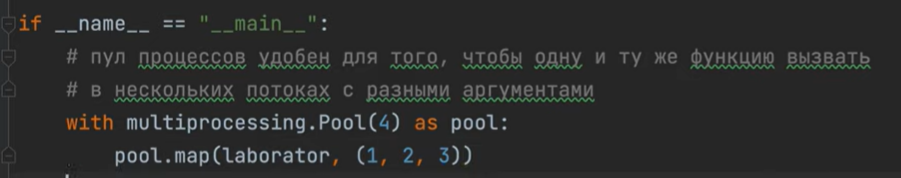 if __name__ == "__main__":
# пул процессов удобен для того, чтобы одну и ту же функцию вызвать
# в нескольких потоках с разными аргументами
with multiprocessing.Pool(4) as pool:
pool.map(laborator, (1, 2, 3))